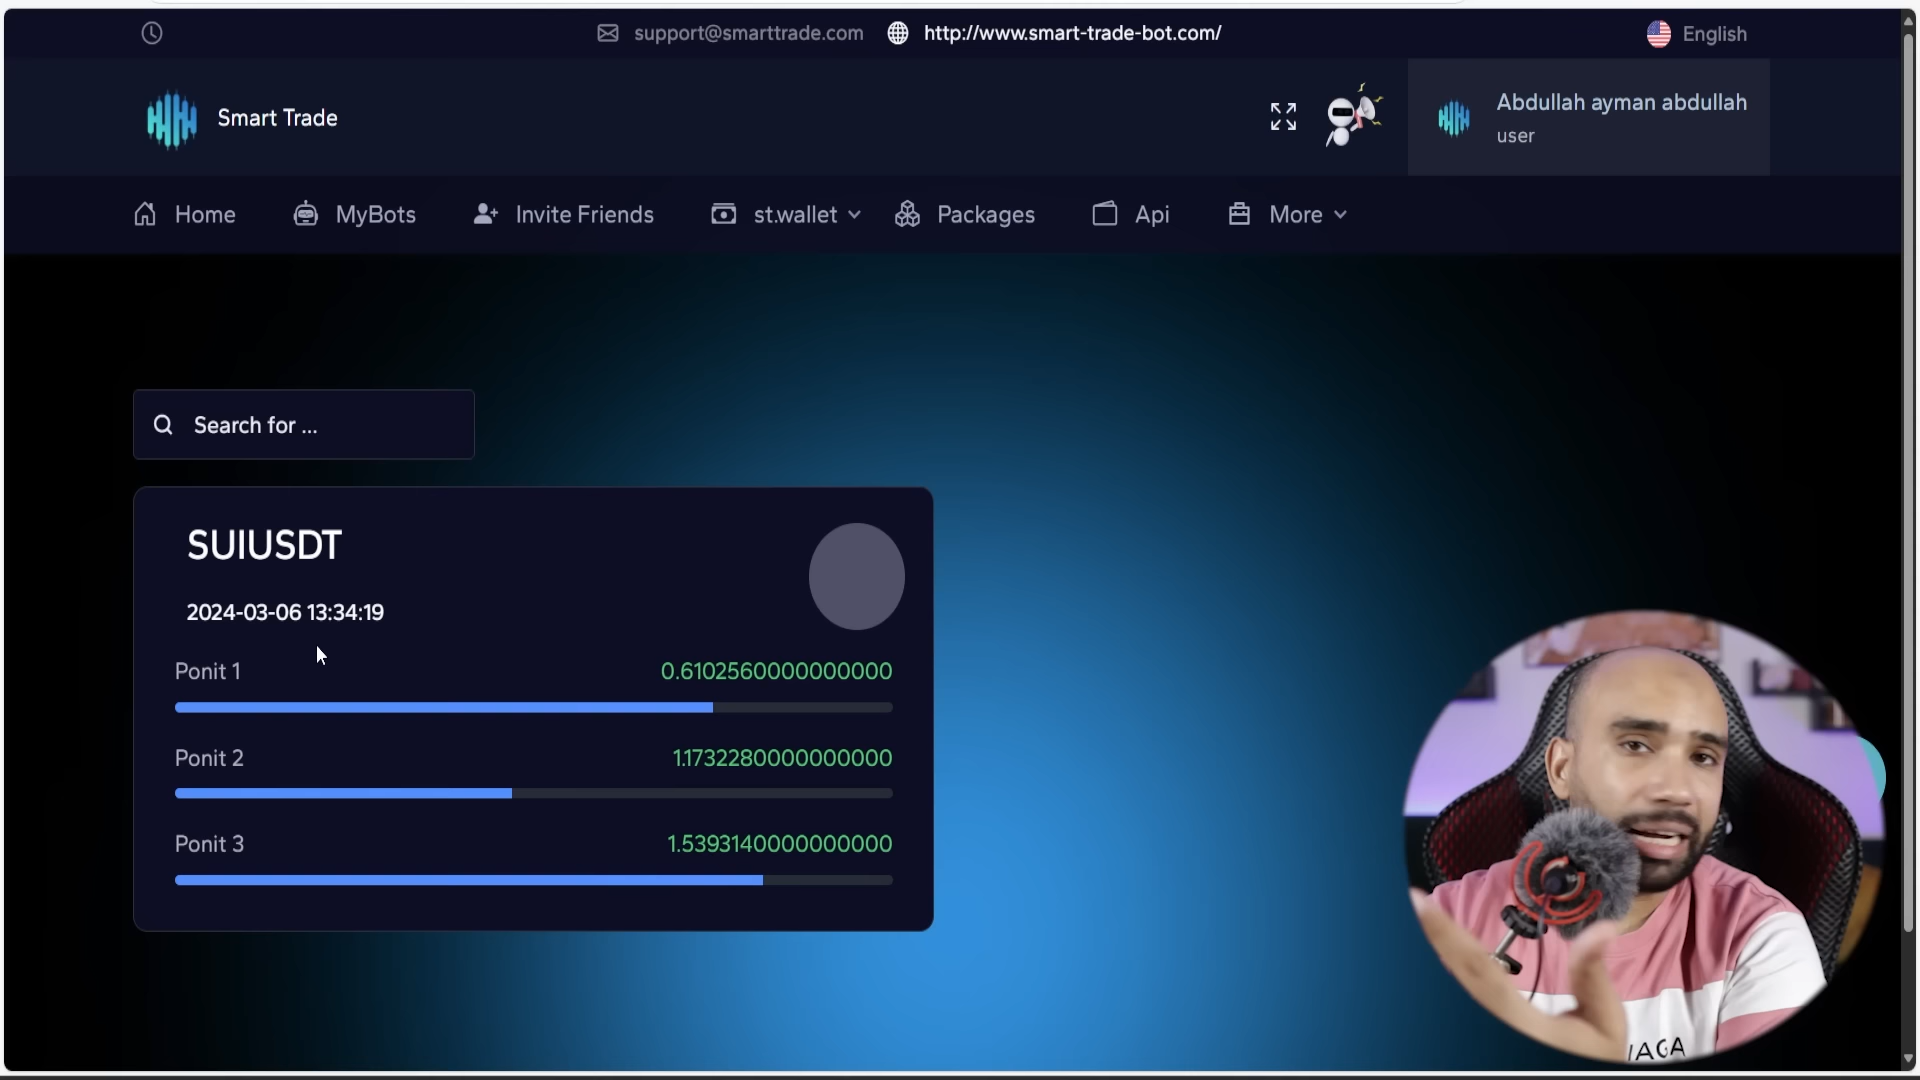 support@smarttrade.com
http://www.smart-trade-bot.com/
English
Smart Trade
Abdullah ayman abdullah
user
Home
MyBots
Invite Friends
st.wallet
Packages
Api
More
Search for ...
SUIUSDT
2024-03-06 13:34:19
Ponit 1
0.6102560000000000
Ponit 2
1.1732280000000000
Ponit 3
1.5393140000000000